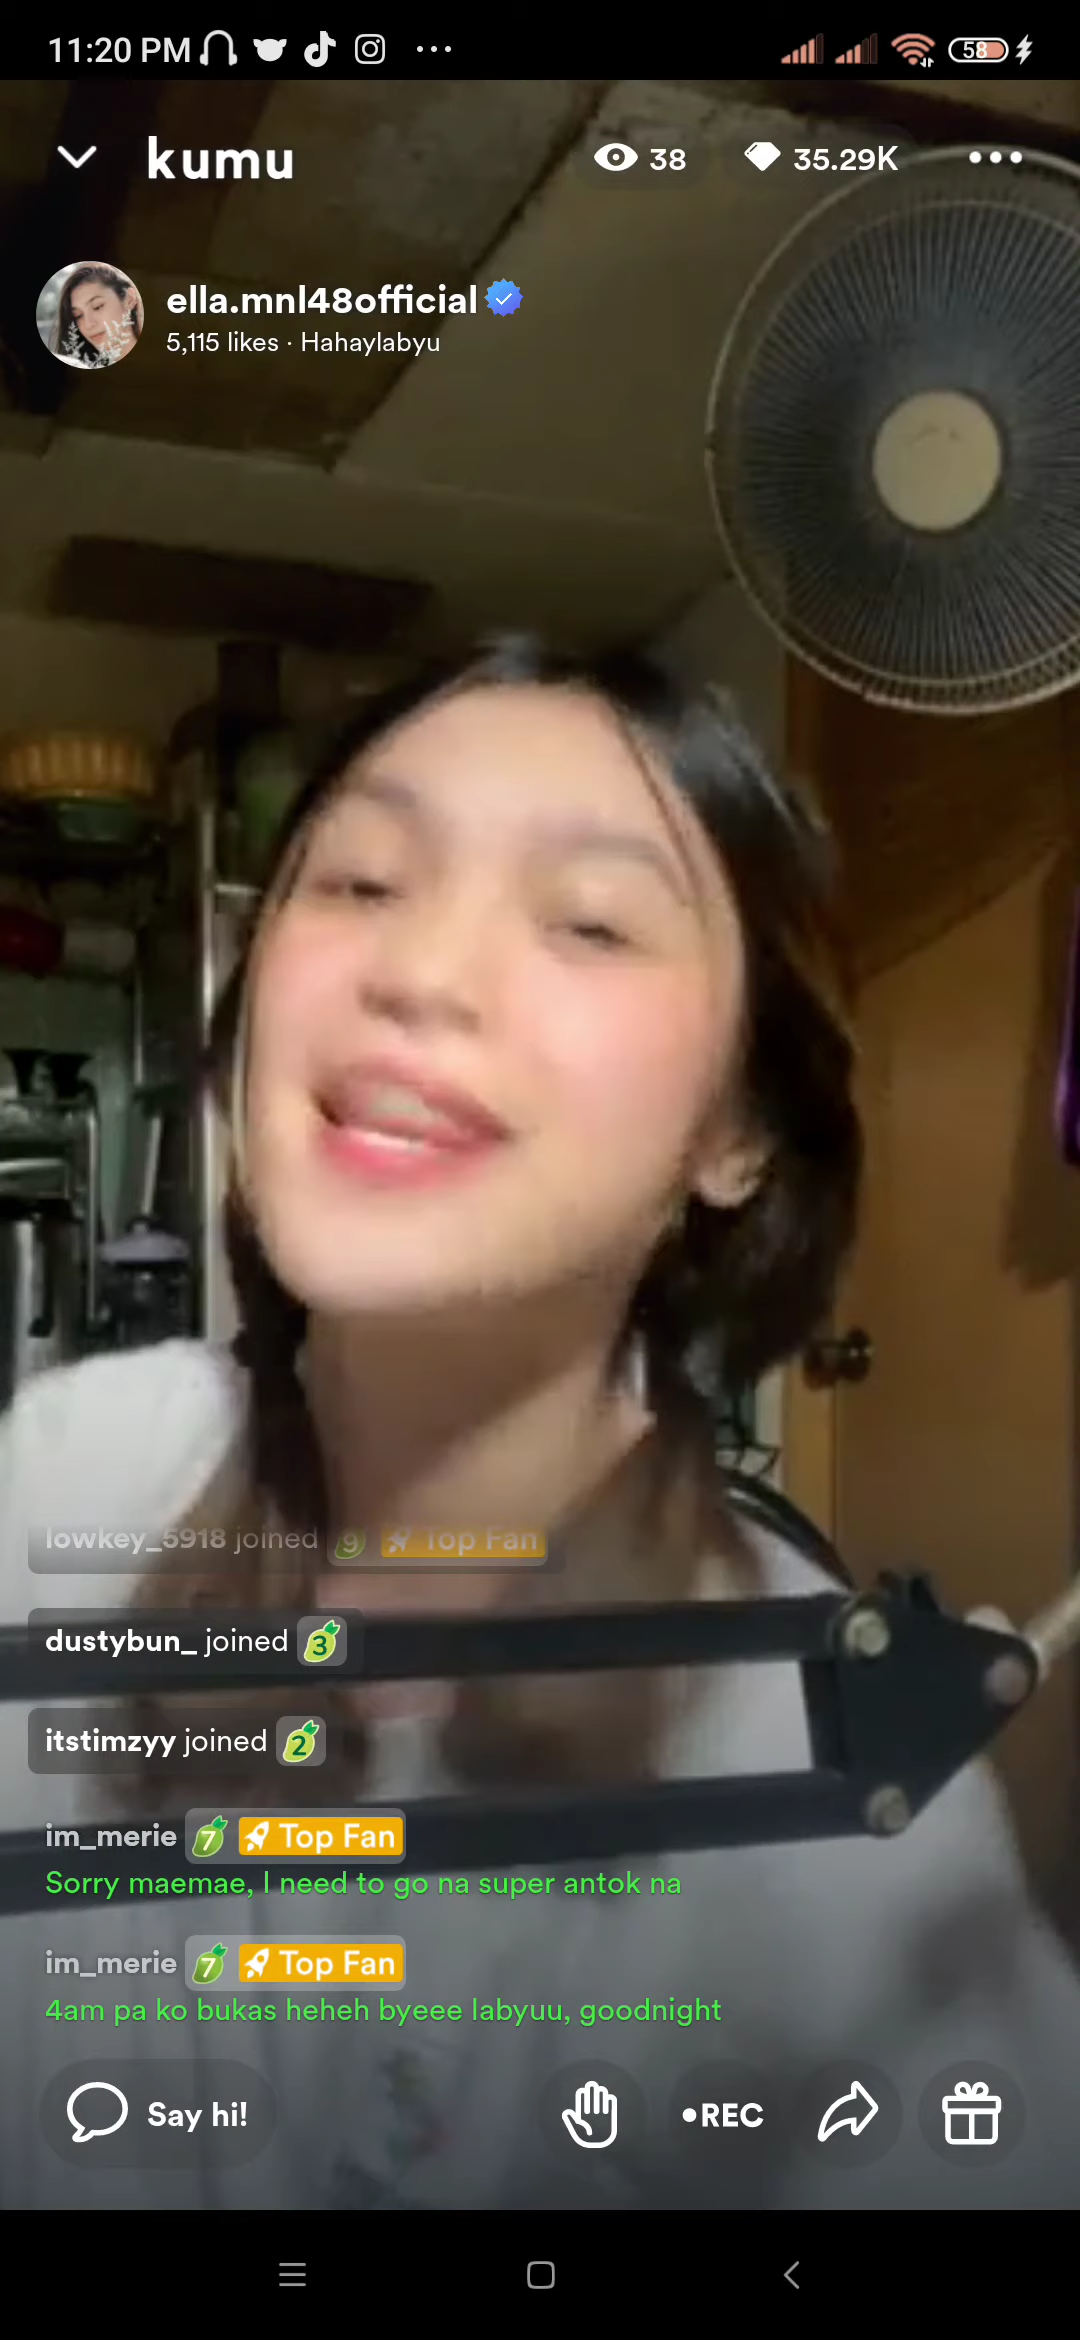 11:20 PM
58
kumu
38
35.29K
ella.mnl48official
5,115 likes · Hahaylabyu
lowkey_5918 joined 9 Top Fan
dustybun_ joined 3
itstimzyy joined 2
im_merie 7 Top Fan
Sorry maemae, I need to go na super antok na
im_merie 7 Top Fan
4am pa ko bukas heheh byeee labyuu, goodnight
Say hi!
•REC